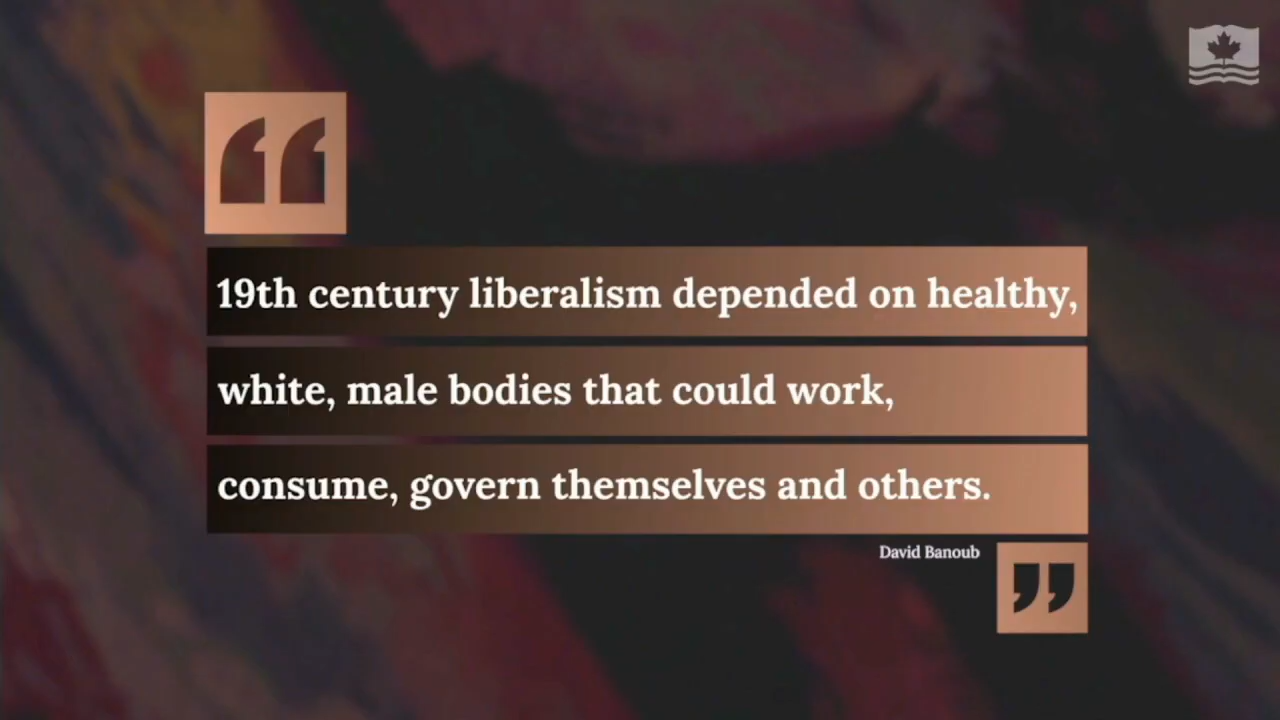 “
19th century liberalism depended on healthy,
white, male bodies that could work,
consume, govern themselves and others.
David Banoub
”